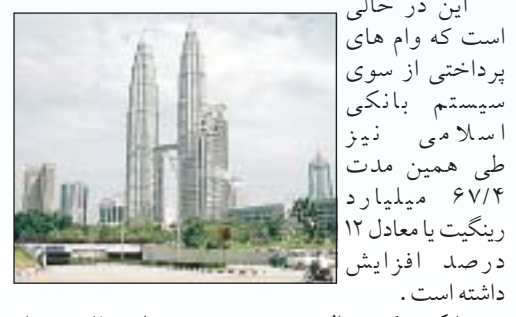 این در حالی
است که وام های
پرداختی از سوی
سیستم بانکی
اسلامی نیز
طی همین مدت
۶۷/۴ میلیارد
رینگیت یا معادل ۱۲
درصد افزایش
داشته است.